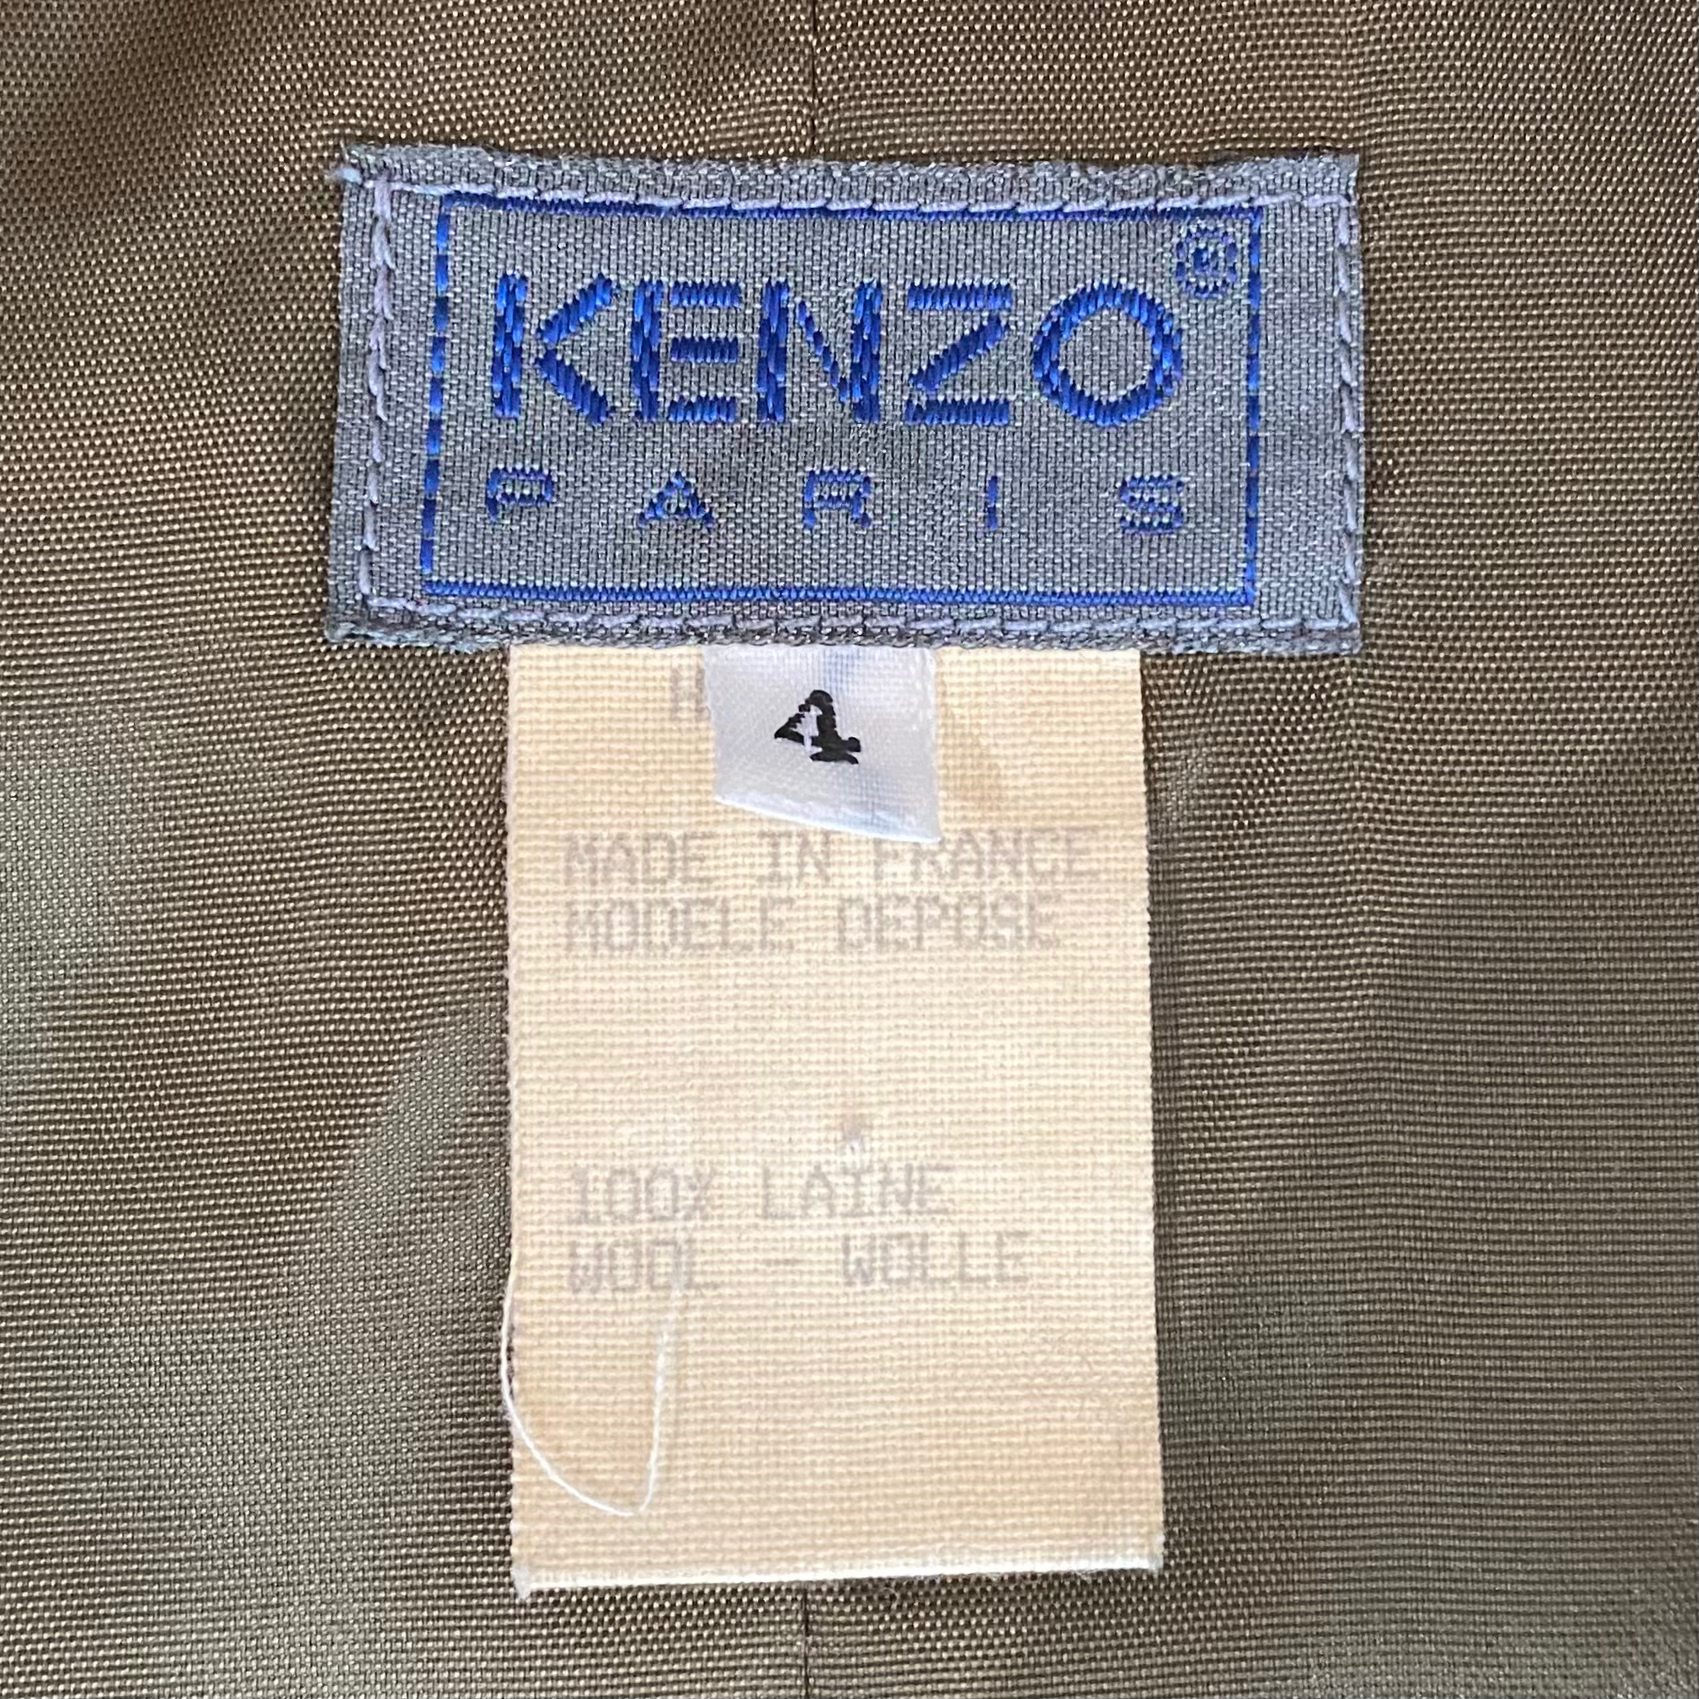 KENZO®
PARIS
4
MADE IN FRANCE
MODELE DEPOSE
100% LAINE
WOOL - WOLLE